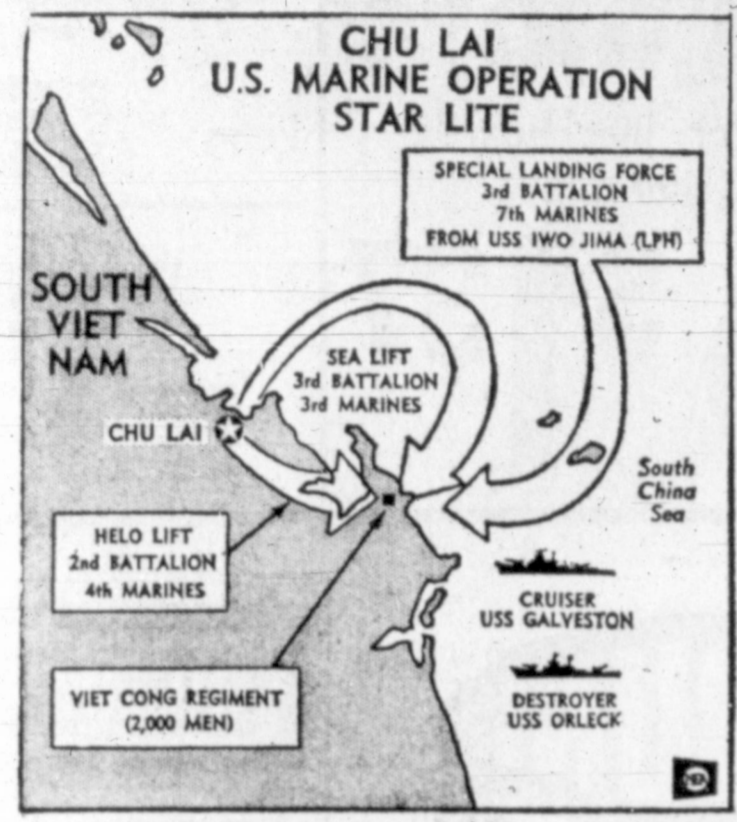 CHU LAI
U.S. MARINE OPERATION
STAR LITE
SPECIAL LANDING FORCE
3rd BATTALION
7th MARINES
FROM USS IWO JIMA (LPH)
SOUTH
VIET
NAM
SEA LIFT
3rd BATTALION
3rd MARINES
CHU LAI
South
China
Sea
HELO LIFT
2nd BATTALION
4th MARINES
CRUISER
USS GALVESTON
VIET CONG REGIMENT
(2,000 MEN)
DESTROYER
USS ORLECK
NEA